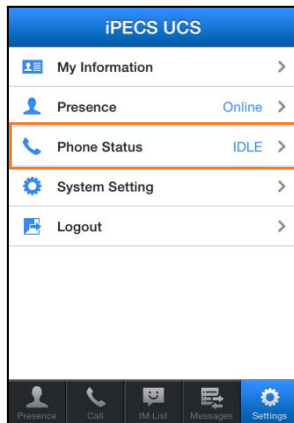 iPECS UCS
My Information
Presence Online
Phone Status IDLE
System Setting
Logout
Presence Call IM List Messages Settings